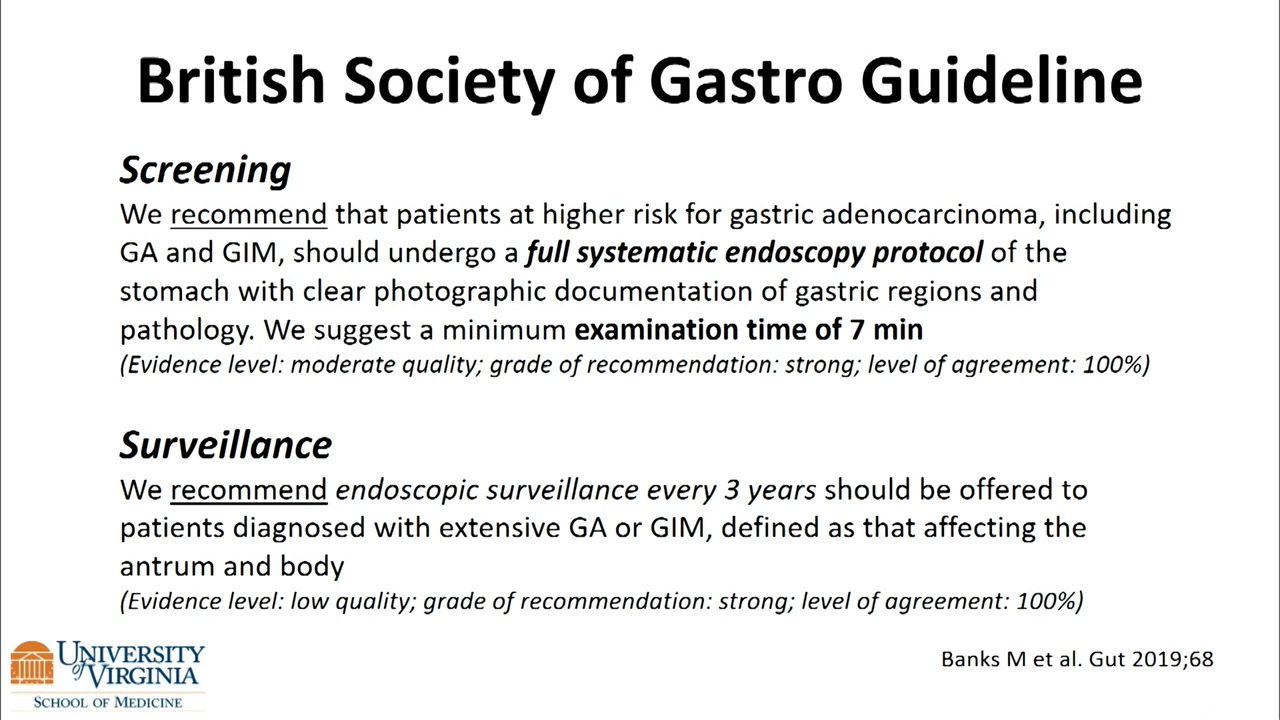 British Society of Gastro Guideline
Screening
We recommend that patients at higher risk for gastric adenocarcinoma, including
GA and GIM, should undergo a full systematic endoscopy protocol of the
stomach with clear photographic documentation of gastric regions and
pathology. We suggest a minimum examination time of 7 min
(Evidence level: moderate quality; grade of recommendation: strong; level of agreement: 100%)
Surveillance
We recommend endoscopic surveillance every 3 years should be offered to
patients diagnosed with extensive GA or GIM, defined as that affecting the
antrum and body
(Evidence level: low quality; grade of recommendation: strong; level of agreement: 100%)
UNIVERSITY
of VIRGINIA
SCHOOL OF MEDICINE
Banks M et al. Gut 2019;68